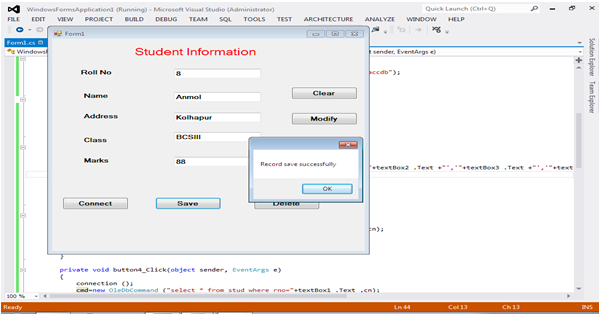 WindowsFormsApplication1 (Running) - Microsoft Visual Studio (Administrator)
Quick Launch (Ctrl+Q)
FILE EDIT VIEW PROJECT BUILD DEBUG TEAM SQL TOOLS TEST ARCHITECTURE ANALYZE WINDOW HELP
Form1
Form1.cs
sender, EventArgs e)
Student Information
Roll No 8
accdb");
Name Anmol
Clear
Address Kolhapur
Modify
Class BCSIII
Marks 88
Record save successfully
"+textBox2 .Text +"','"+textBox3 .Text +"','"+text
OK
Connect Save Delete
cn);
}
private void button4_Click(object sender, EventArgs e)
{
connection ();
cmd=new OleDbCommand ("select * from stud where rno="+textBox1 .Text ,cn);
100 %
Ln 44 Col 13 Ch 13 INS
Solution Explorer
Team Explorer